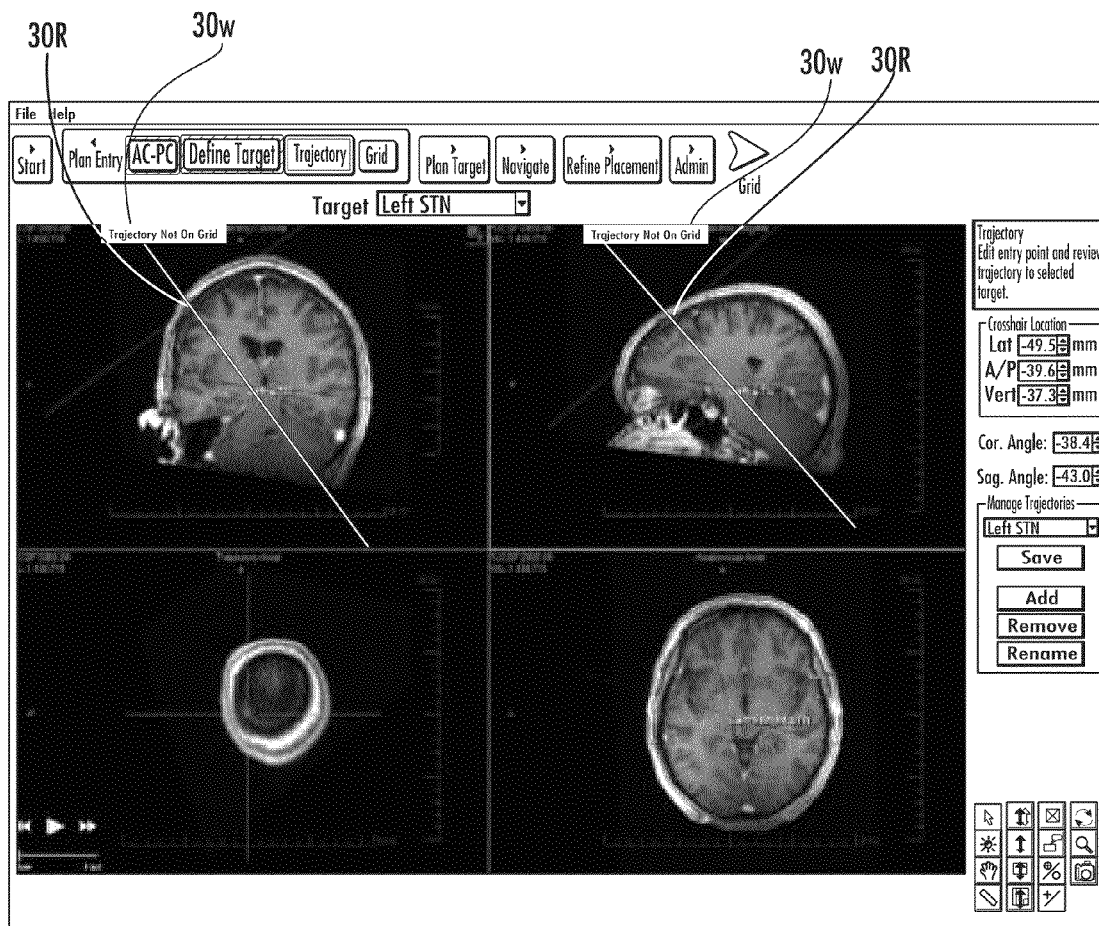 30R
30w
30w
30R
File Help
Start
Plan Entry
AC-PC
Define Target
Trajectory
Grid
Plan Target
Navigate
Refine Placement
Admin
Grid
Target Left STN
Trajectory Not On Grid
Trajectory Not On Grid
Trajectory
Edit entry point and review
trajectory to selected
target.
Crosshair Location
Lat -49.5 mm
A/P -39.6 mm
Vert -37.3 mm
Cor. Angle: -38.4
Sag. Angle: -43.0
Manage Trajectories
Left STN
Save
Add
Remove
Rename